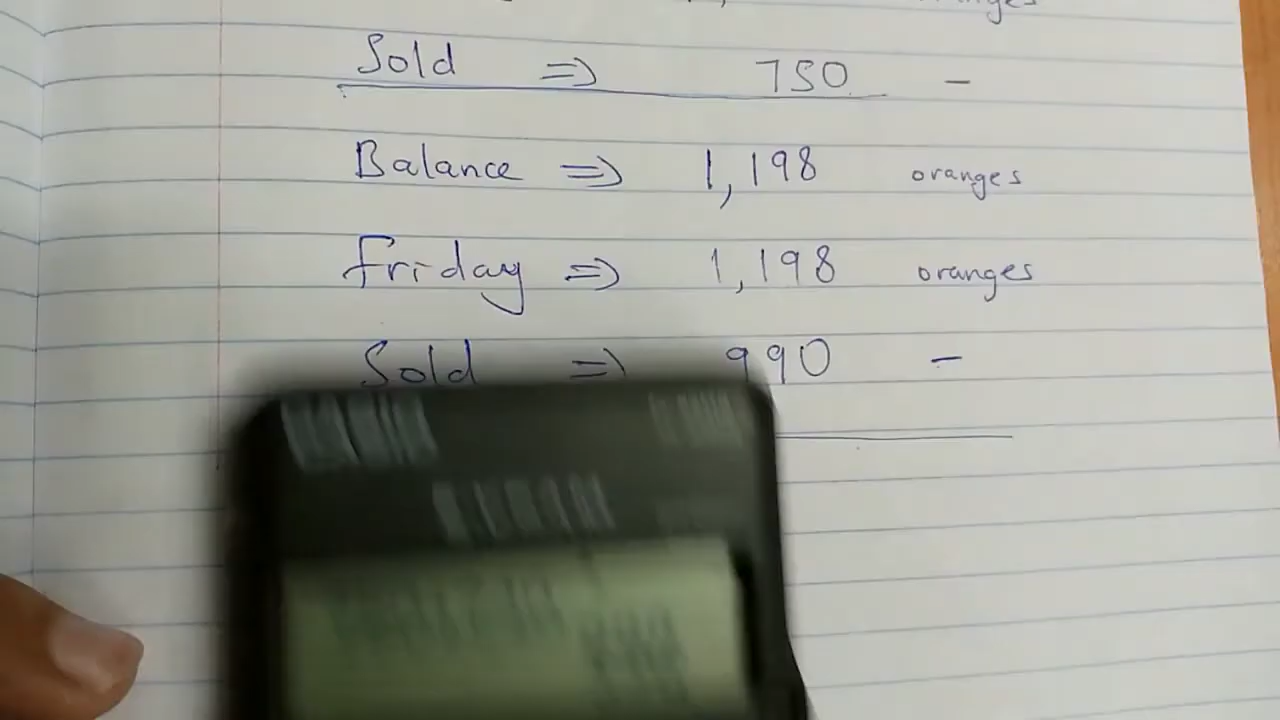 Sold => 750 -
Balance => 1,198 oranges
Friday => 1,198 oranges
Sold => 990 -